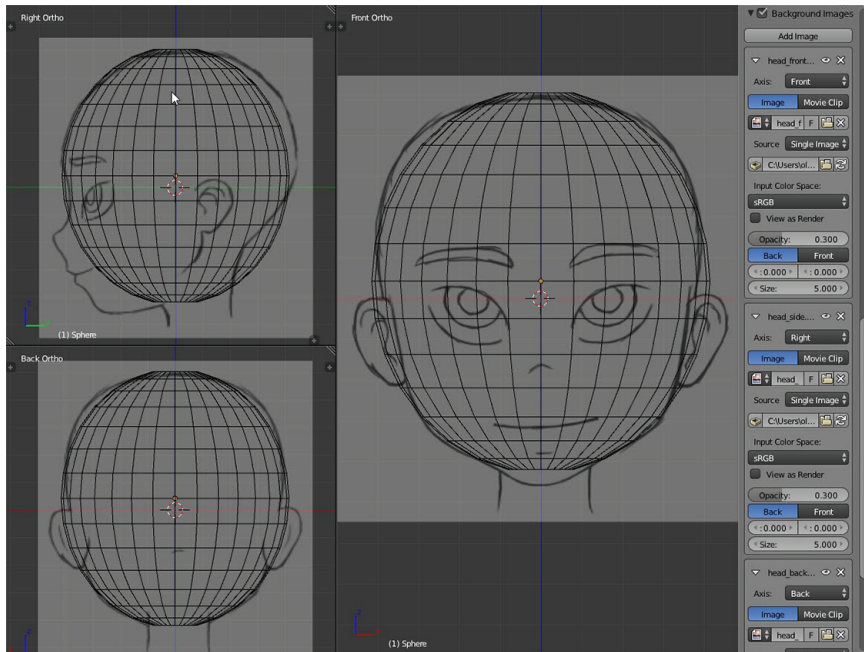 Right Ortho
(1) Sphere
Back Ortho
Front Ortho
(1) Sphere
Background Images
Add Image
head_front...
Axis: Front
Image Movie Clip
head_f F
Source Single Image
C:\Users\ol...
Input Color Space:
sRGB
View as Render
Opacity: 0.300
Back Front
:0.000 :0.000
Size: 5.000
head_side....
Axis: Right
Image Movie Clip
head_ F
Source Single Image
C:\Users\ol...
Input Color Space:
sRGB
View as Render
Opacity: 0.300
Back Front
:0.000 :0.000
Size: 5.000
head_back...
Axis: Back
Image Movie Clip
head_ F